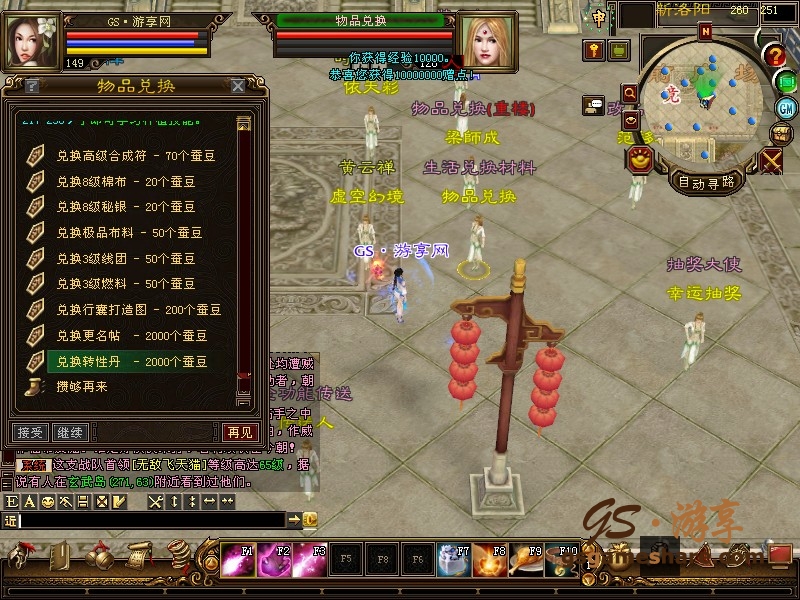 GS·游享网
149
物品兑换
120
你获得经验10000。
恭喜您获得10000000赠点!
新洛阳 260 251
N
GM
自动寻路
物品兑换
兑换高级合成符 - 70个蚕豆
兑换8级棉布 - 20个蚕豆
兑换8级秘银 - 20个蚕豆
兑换极品布料 - 50个蚕豆
兑换3级线团 - 50个蚕豆
兑换3级燃料 - 50个蚕豆
兑换行囊打造图 - 200个蚕豆
兑换更名帖 - 2000个蚕豆
兑换转性丹 - 2000个蚕豆
攒够再来
接受
继续
再见
物品兑换(重楼)
梁師成
黄云禅
虚空幻境
生活兑换材料
物品兑换
GS·游享网
抽奖大使
幸运抽奖
功能传送
系统 这支战队首领[无敌飞天猫]等级高达65级,据
说有人在玄武岛(271,63)附近看到过他们。
近
F1 F2 F3 F5 F8 F6 F7 F8 F9 F10
GS·游享